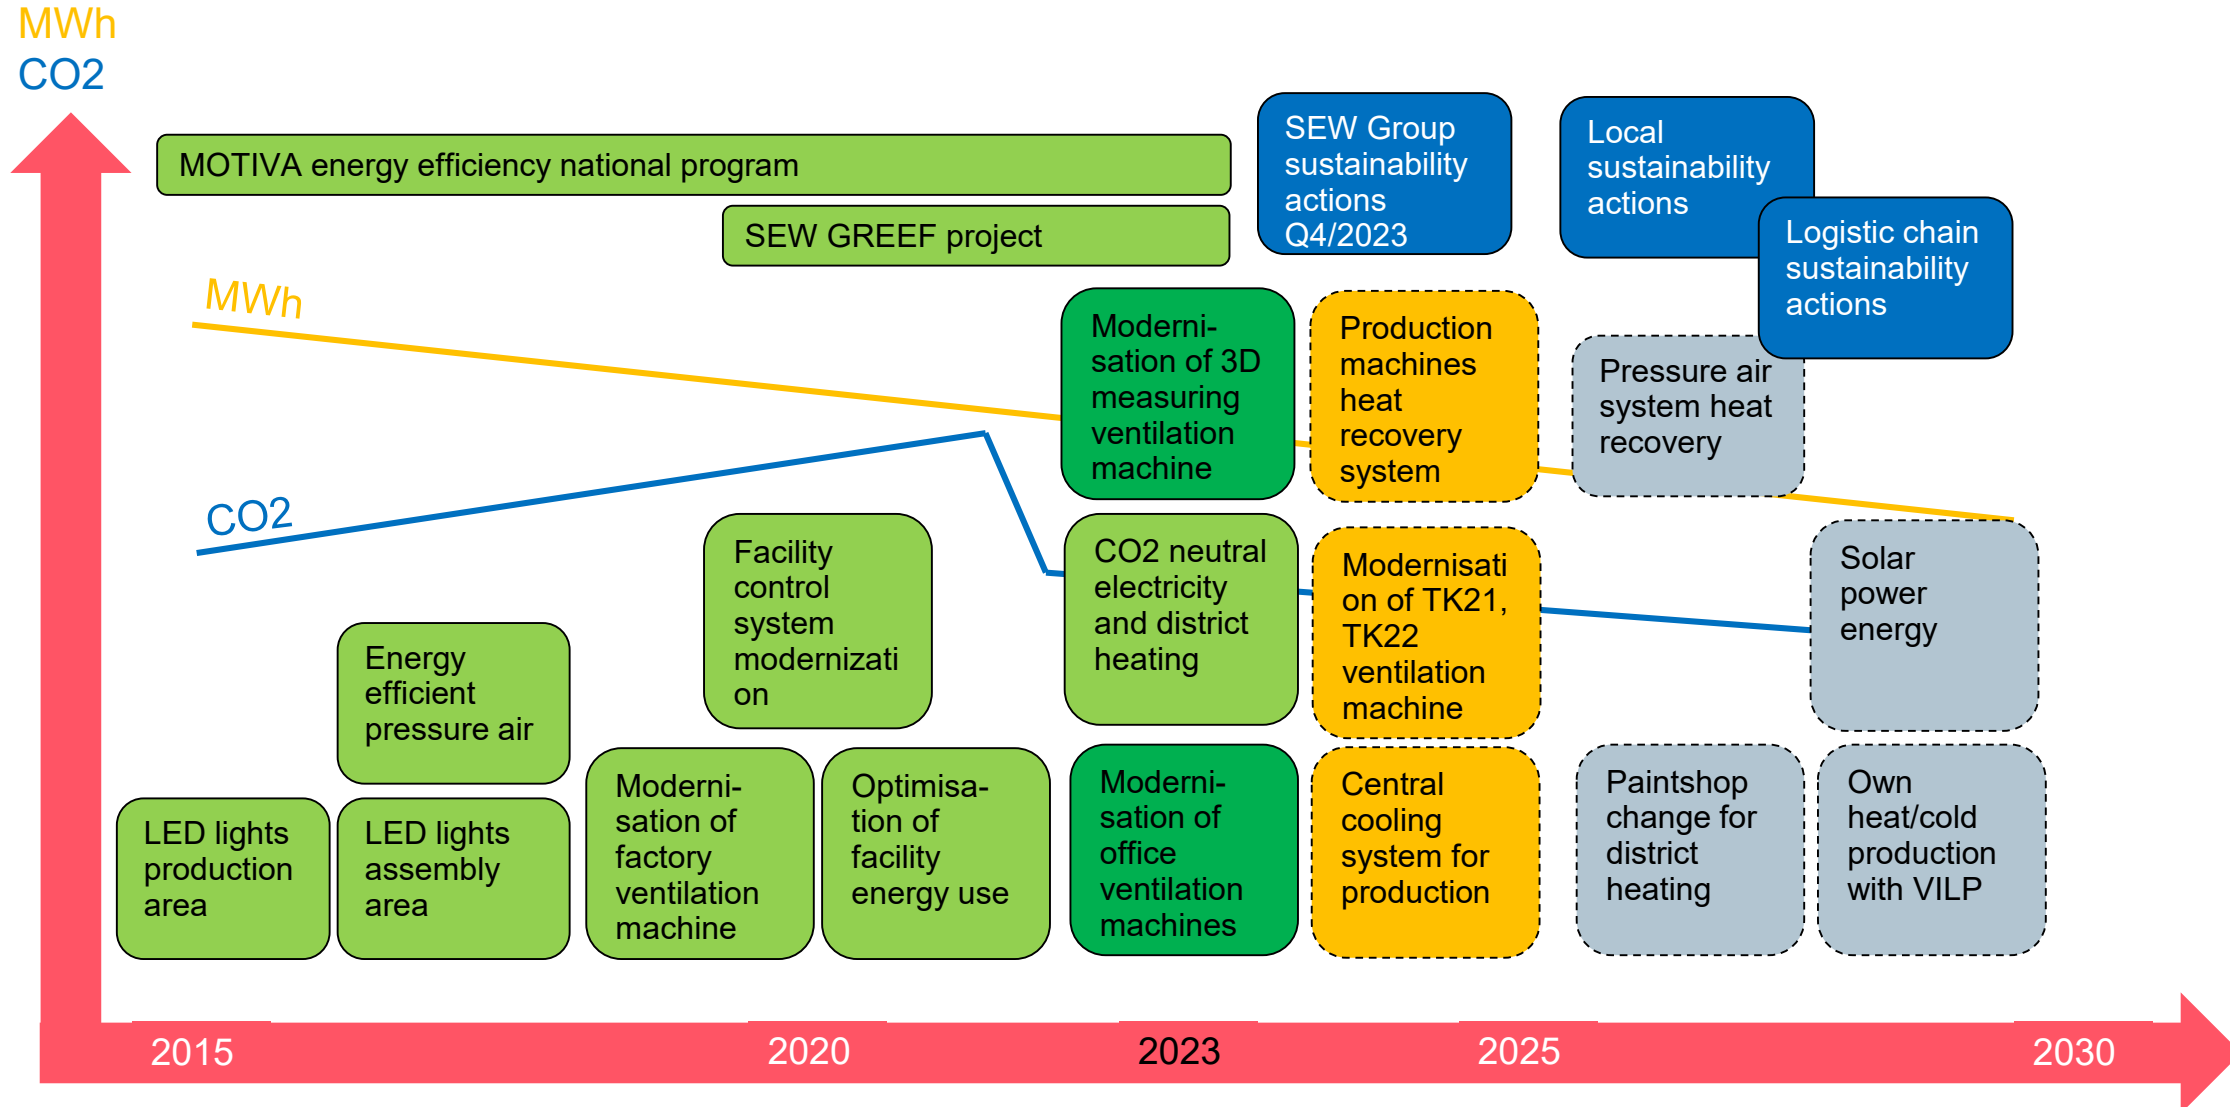 MWh
CO2
MOTIVA energy efficiency national program
SEW GREEF project
SEW Group
sustainability
actions
Q4/2023
Local
sustainability
actions
Logistic chain
sustainability
actions
MWh
CO2
Moderni-
sation of 3D
measuring
ventilation
machine
Production
machines
heat
recovery
system
Pressure air
system heat
recovery
Facility
control
system
modernizati
on
CO2 neutral
electricity
and district
heating
Modernisati
on of TK21,
TK22
ventilation
machine
Solar
power
energy
Energy
efficient
pressure air
LED lights
production
area
LED lights
assembly
area
Moderni-
sation of
factory
ventilation
machine
Optimisa-
tion of
facility
energy use
Moderni-
sation of
office
ventilation
machines
Central
cooling
system for
production
Paintshop
change for
district
heating
Own
heat/cold
production
with VILP
2015
2020
2023
2025
2030